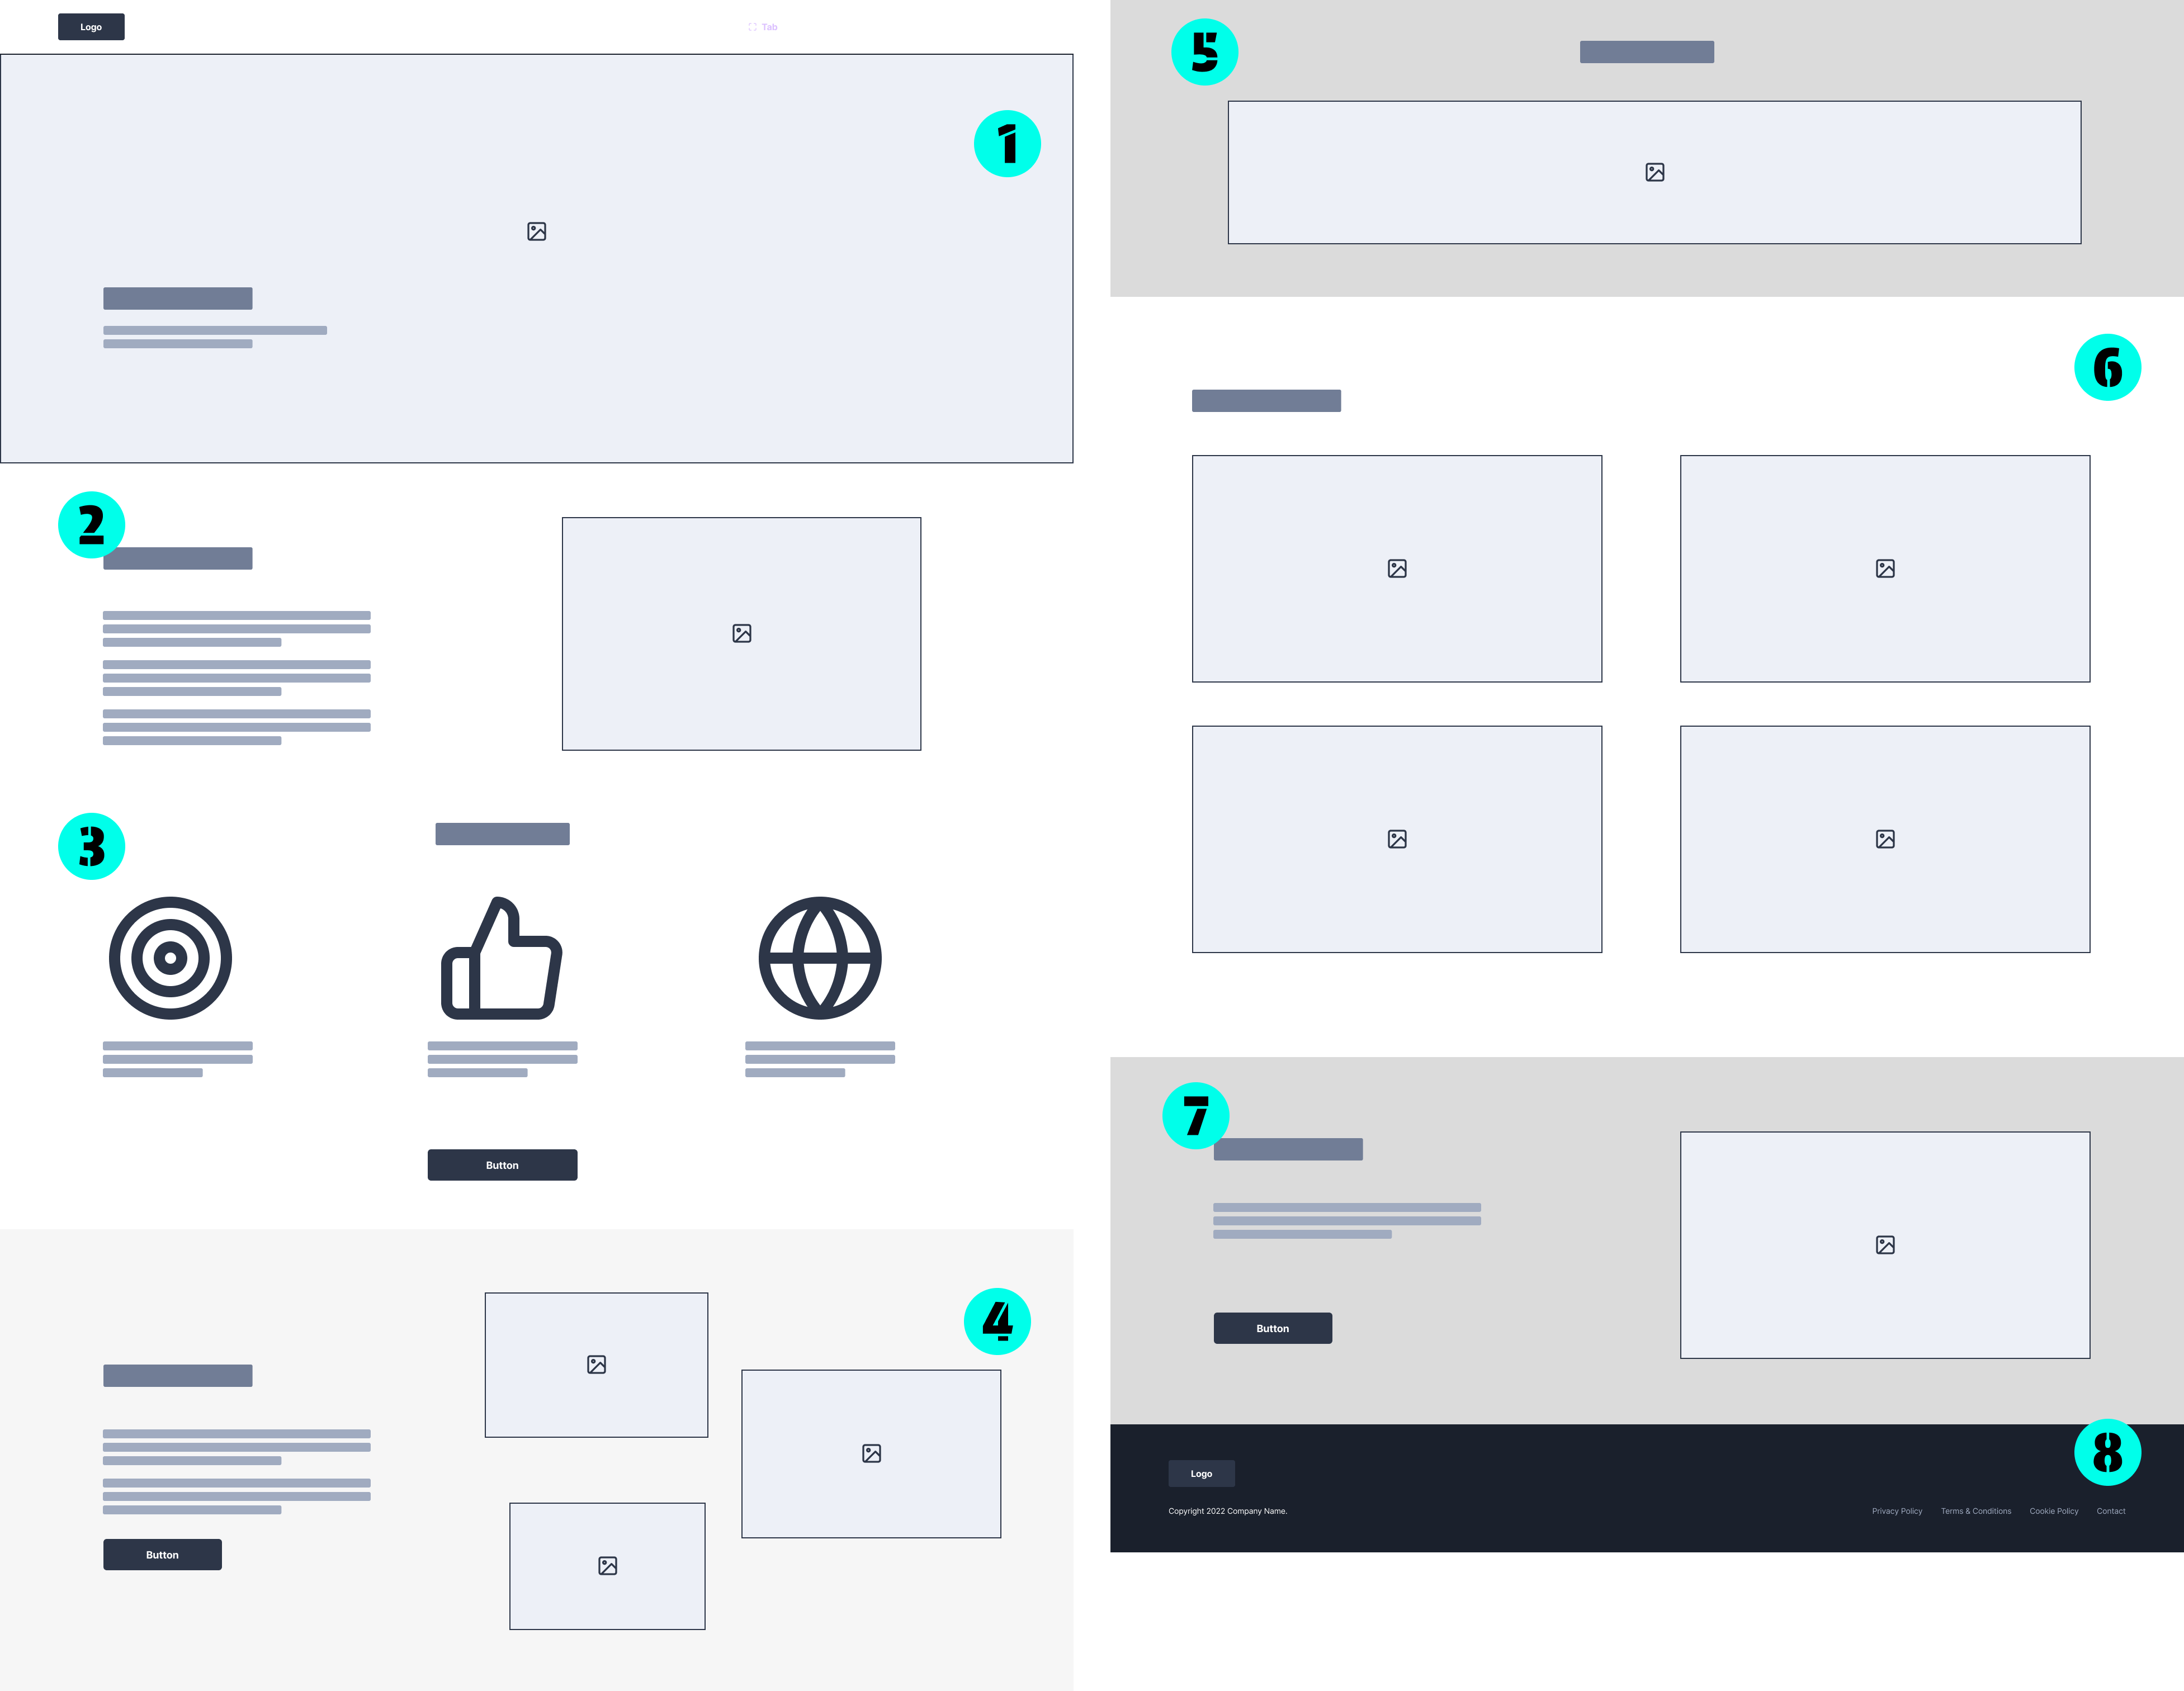 Logo
Tab
1
2
3
Button
4
Button
5
6
7
Button
8
Logo
Copyright 2022 Company Name.
Privacy Policy Terms & Conditions Cookie Policy Contact